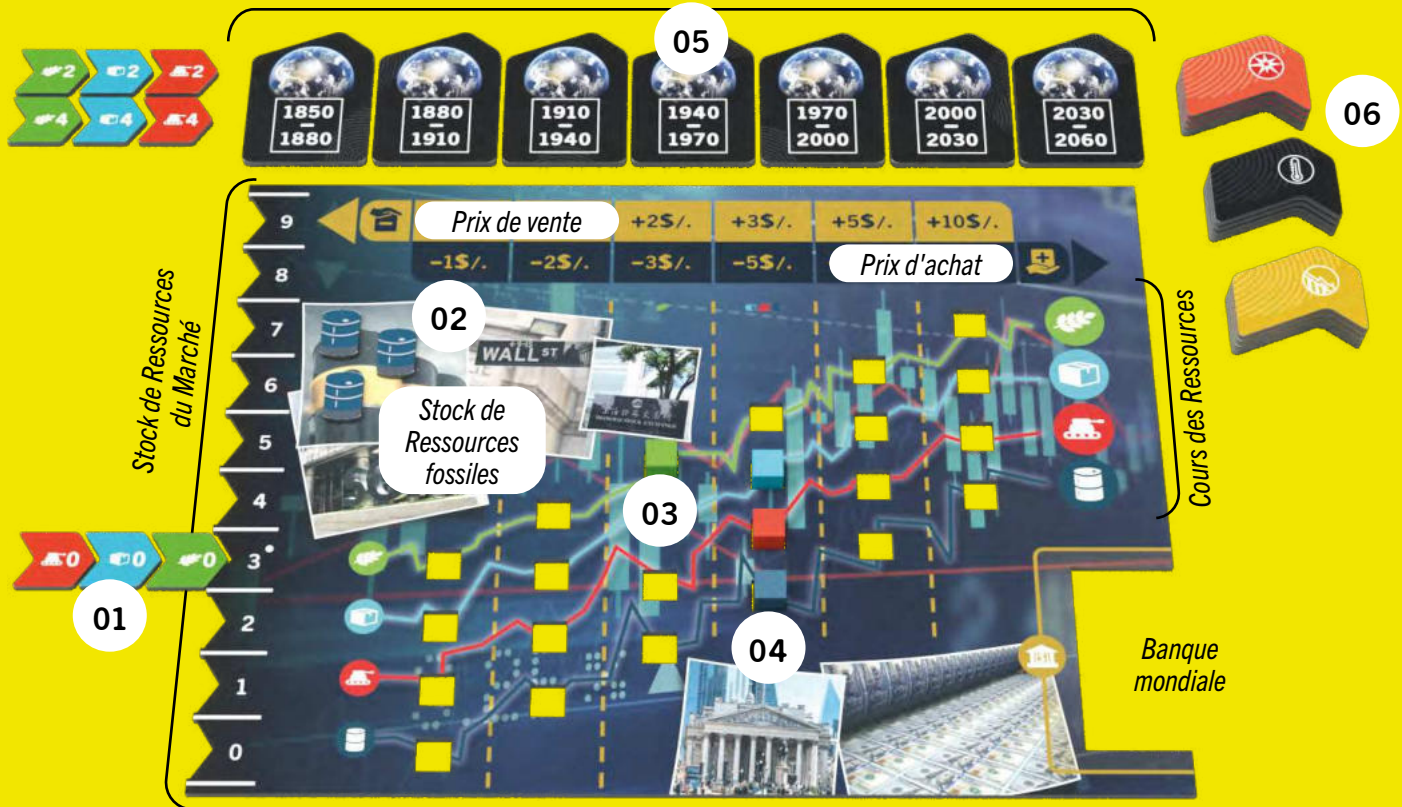 05
2 2 2
4 4 4
1850
1880
1880
1910
1910
1940
1940
1970
1970
2000
2000
2030
2030
2060
06
9
Prix de vente
+2$/.
+3$/.
+5$/.
+10$/.
8
-1$/.
-2$/.
-3$/.
-5$/.
Prix d'achat
Stock de Ressources
du Marché
7
02
WALL ST
6
Stock de
Ressources
fossiles
5
4
03
Cours des Ressources
0 0 0
3
01
2
04
1
Banque
mondiale
0